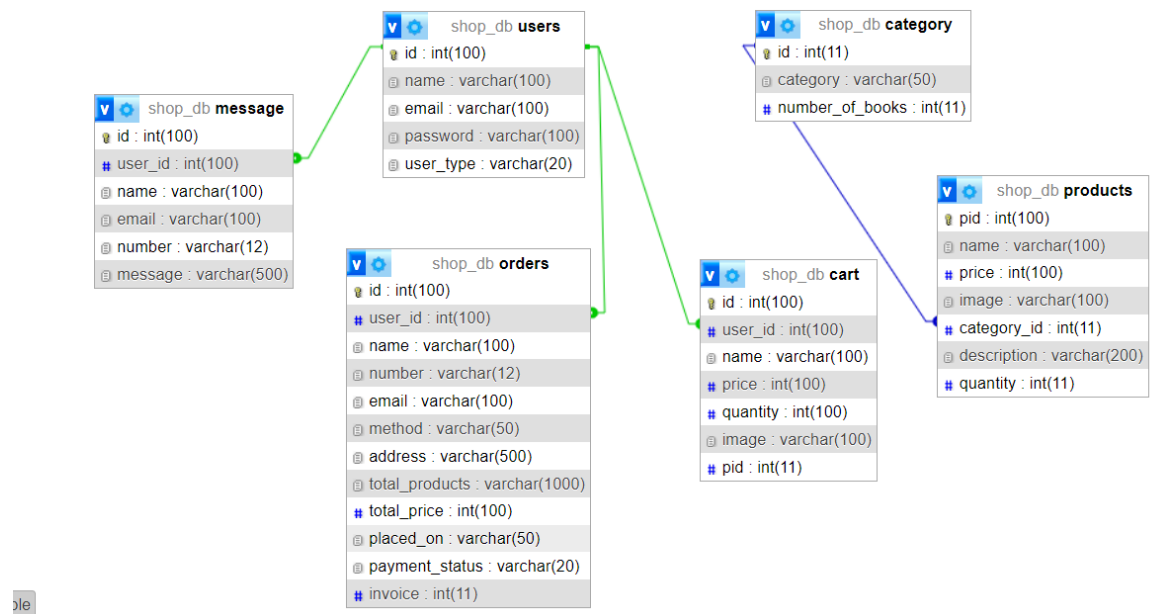 shop_db users
id : int(100)
name : varchar(100)
email : varchar(100)
password : varchar(100)
user_type : varchar(20)
shop_db category
id : int(11)
category : varchar(50)
number_of_books : int(11)
shop_db message
id : int(100)
user_id : int(100)
name : varchar(100)
email : varchar(100)
number : varchar(12)
message : varchar(500)
shop_db products
pid : int(100)
name : varchar(100)
price : int(100)
image : varchar(100)
category_id : int(11)
description : varchar(200)
quantity : int(11)
shop_db orders
id : int(100)
user_id : int(100)
name : varchar(100)
number : varchar(12)
email : varchar(100)
method : varchar(50)
address : varchar(500)
total_products : varchar(1000)
total_price : int(100)
placed_on : varchar(50)
payment_status : varchar(20)
invoice : int(11)
shop_db cart
id : int(100)
user_id : int(100)
name : varchar(100)
price : int(100)
quantity : int(100)
image : varchar(100)
pid : int(11)